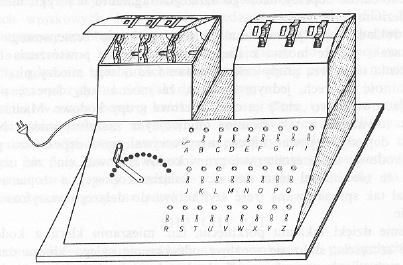 A B C D E F G H I
J K L M N O P Q
R S T U V W X Y Z